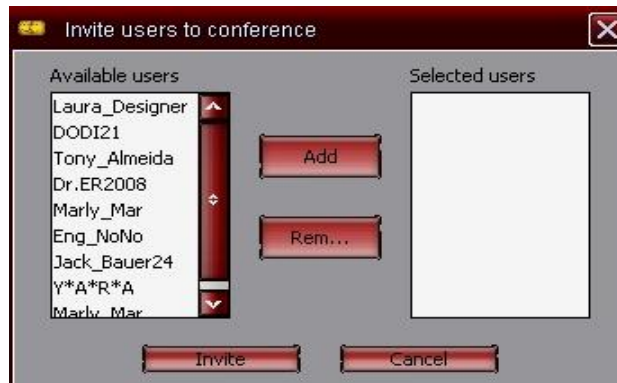 Invite users to conference
Available users
Selected users
Laura_Designer
DODI21
Tony_Almeida
Dr.ER2008
Marly_Mar
Eng_NoNo
Jack_Bauer24
Y*A*R*A
Marly_Mar
Add
Rem...
Invite
Cancel